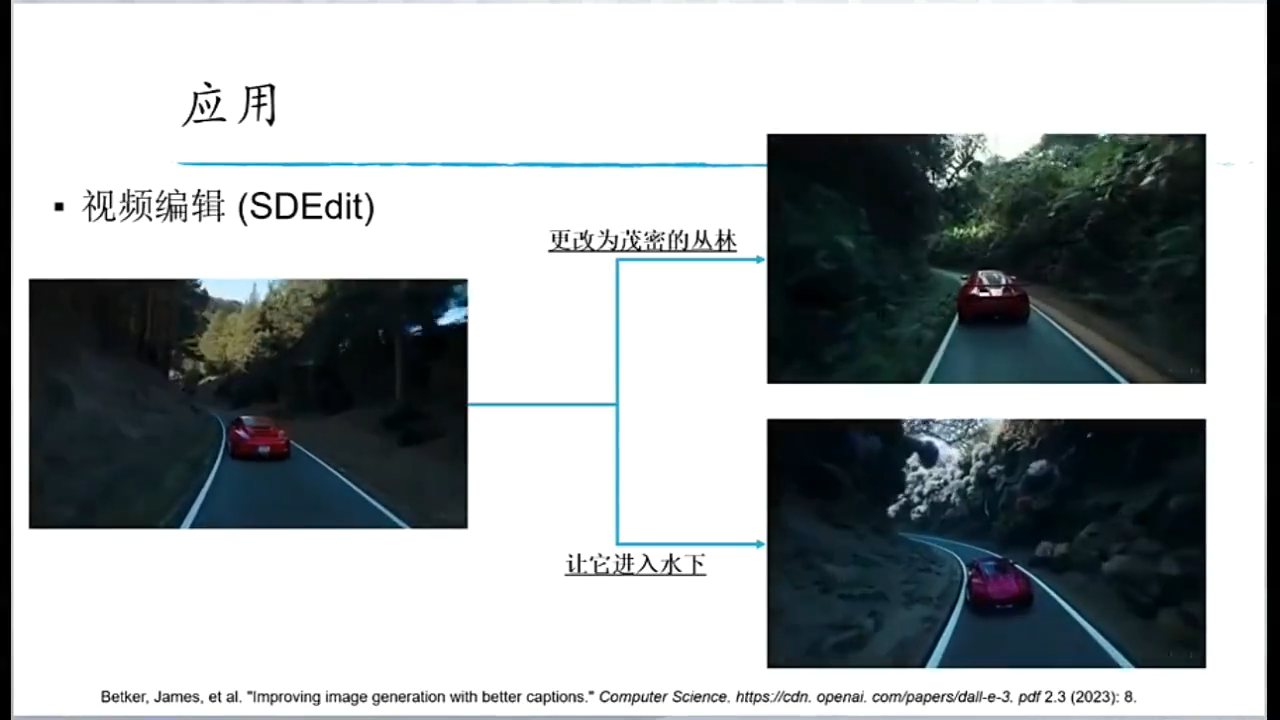 应用
▪ 视频编辑 (SDEdit)
更改为茂密的丛林
让它进入水下
Betker, James, et al. "Improving image generation with better captions." Computer Science. https://cdn. openai. com/papers/dall-e-3. pdf 2.3 (2023): 8.